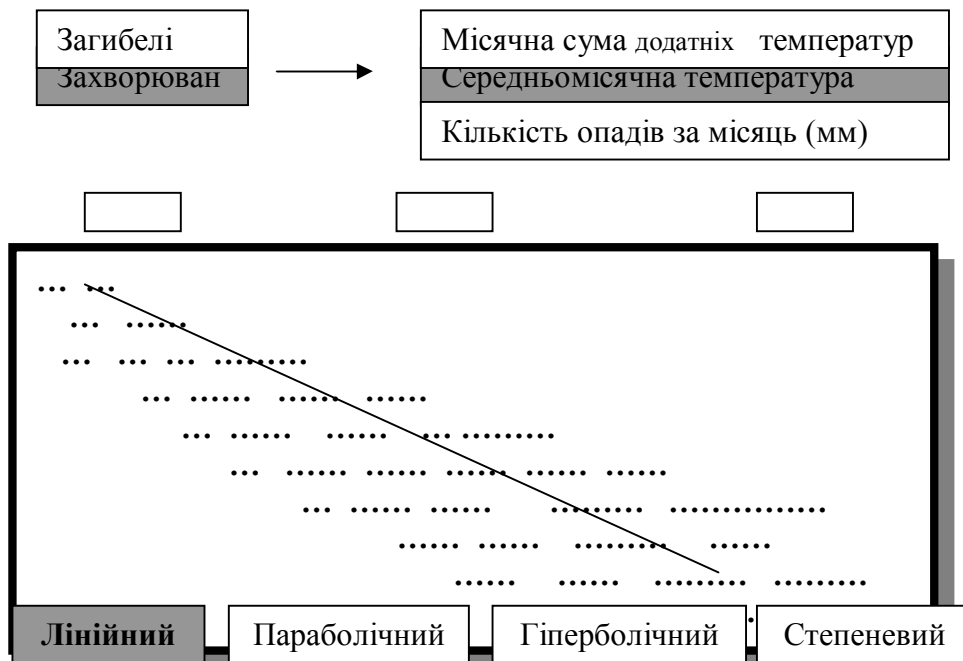 Загибелі
Захворюван
Місячна сума додатніх температур
Середньомісячна температура
Кількість опадів за місяць (мм)
Лінійний
Параболічний
Гіперболічний
Степеневий